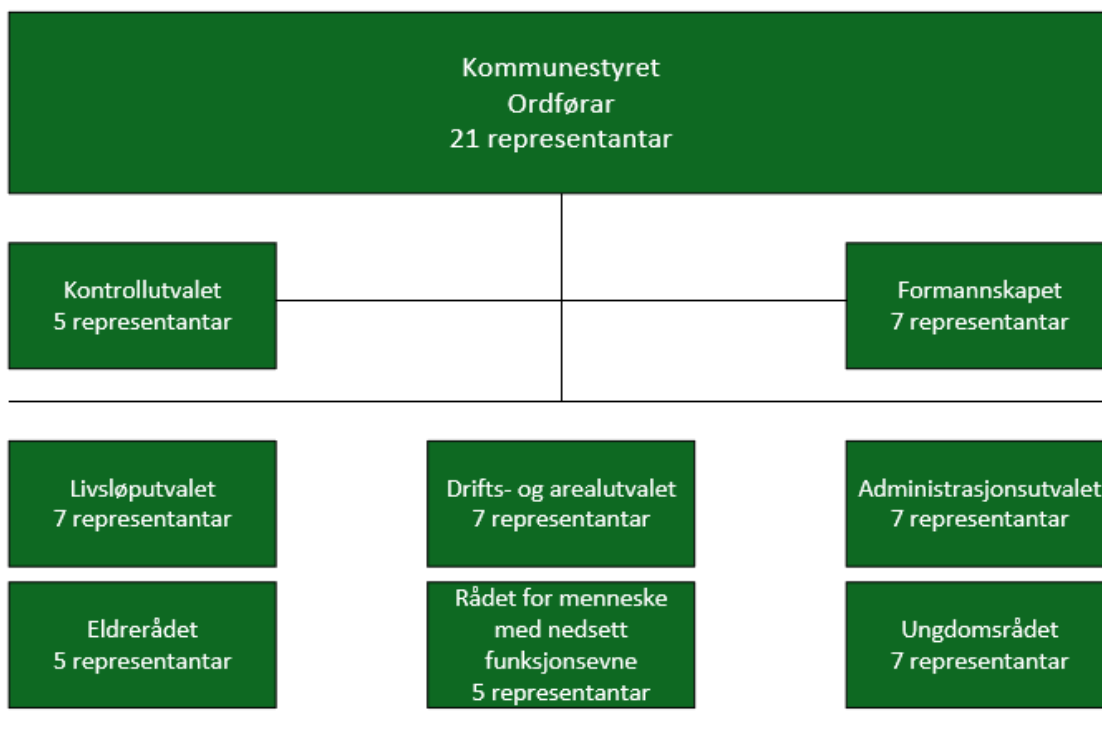 Kommunestyret
Ordførar
21 representantar
Kontrollutvalet
5 representantar
Formannskapet
7 representantar
Livsløputvalet
7 representantar
Drifts- og arealutvalet
7 representantar
Administrasjonsutvalet
7 representantar
Eldrerådet
5 representantar
Rådet for menneske
med nedsett
funksjonsevne
5 representantar
Ungdomsrådet
7 representantar